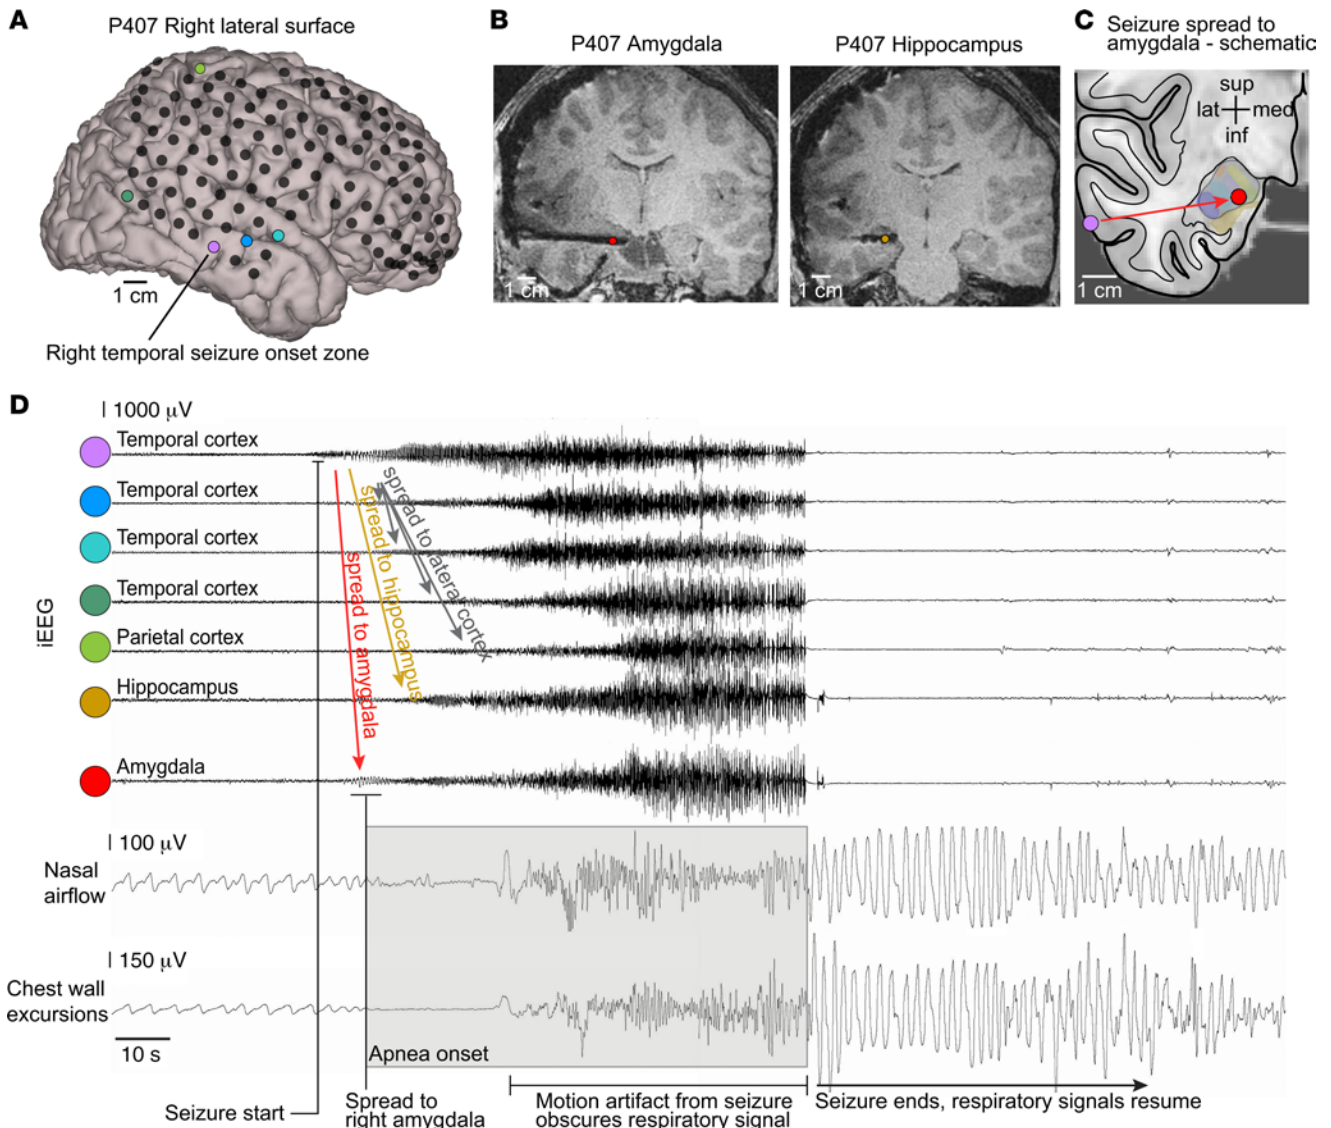 A
P407 Right lateral surface
1 cm
Right temporal seizure onset zone
B
P407 Amygdala
P407 Hippocampus
1 cm
1 cm
C
Seizure spread to
amygdala - schematic
sup
lat
med
inf
1 cm
D
1000 μV
iEEG
Temporal cortex
Temporal cortex
Temporal cortex
Temporal cortex
Parietal cortex
Hippocampus
Amygdala
spread to amygdala
spread to hippocampus
spread to lateral cortex
100 μV
Nasal
airflow
150 μV
Chest wall
excursions
10 s
Apnea onset
Seizure start
Spread to
right amygdala
Motion artifact from seizure
obscures respiratory signal
Seizure ends, respiratory signals resume